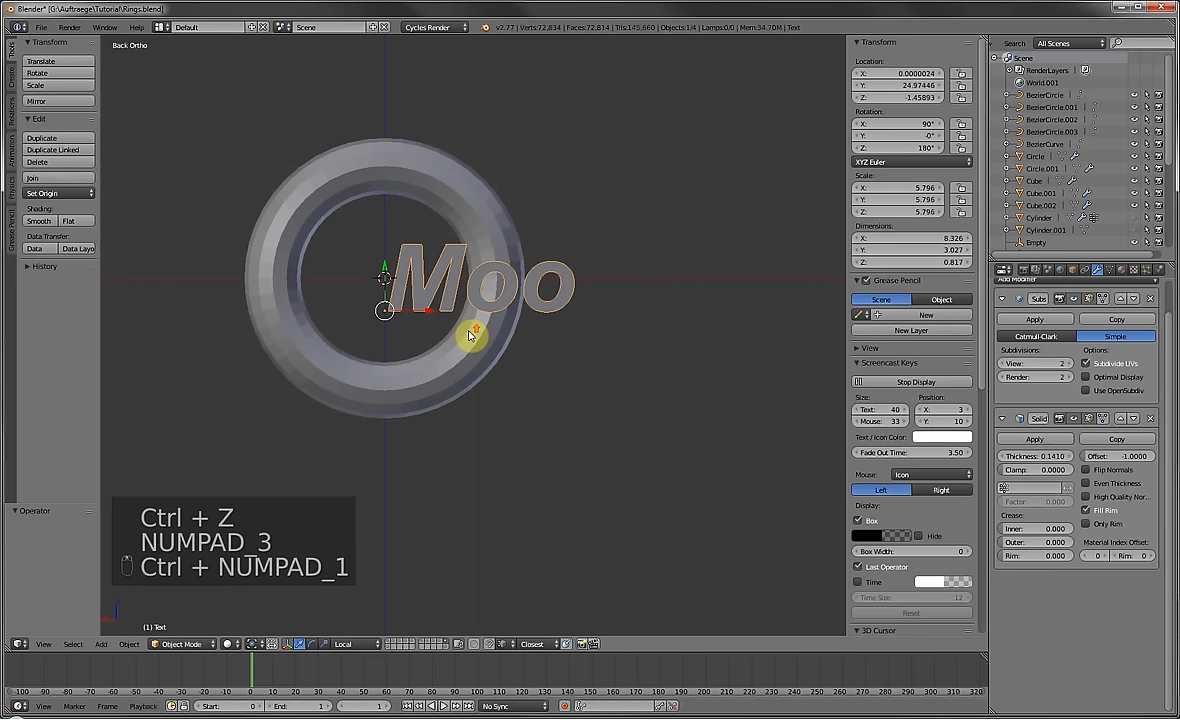 Blender* [G:\Auftraege\Tutorial\Rings.blend]
File Render Window Help Default Scene Cycles Render v2.77 | Verts:72,834 | Faces:72,814 | Tris:145,660 | Objects:1/4 | Lamps:0/0 | Mem:34.70M | Text
Tools
Create
Relations
Animation
Physics
Grease Pencil
Transform
Translate
Rotate
Scale
Mirror
Edit
Duplicate
Duplicate Linked
Delete
Join
Set Origin
Shading:
Smooth Flat
Data Transfer:
Data Data Layo
History
Operator
Back Ortho
Moo
Ctrl + Z
NUMPAD_3
Ctrl + NUMPAD_1
(1) Text
Transform
Location:
X: 0.0000024
Y: 24.97446
Z: -1.45893
Rotation:
X: 90°
Y: -0°
Z: 180°
XYZ Euler
Scale:
X: 5.796
Y: 5.796
Z: 5.796
Dimensions:
X: 8.326
Y: 3.027
Z: 0.817
Grease Pencil
Scene Object
New
New Layer
View
Screencast Keys
Stop Display
Size: Position:
Text: 40 X: 3
Mouse: 33 Y: 10
Text / Icon Color:
Fade Out Time: 3.50
Mouse: Icon
Left Right
Display:
Box
Hide
Box Width: 0
Last Operator
Time
Time Size: 12
Reset
3D Cursor
View Search All Scenes
Scene
RenderLayers |
World.001
BezierCircle |
BezierCircle.001 |
BezierCircle.002 |
BezierCircle.003 |
BezierCurve |
Circle |
Circle.001 |
Cube |
Cube.001 |
Cube.002 |
Cylinder |
Cylinder.001 |
Empty
Add Modifier
Subs
Apply Copy
Catmull-Clark Simple
Subdivisions: Options:
View: 2 Subdivide UVs
Render: 2 Optimal Display
Use OpenSubdiv
Solid
Apply Copy
Thickness: 0.1410 Offset: -1.0000
Clamp: 0.0000 Flip Normals
Even Thickness
Factor: 0.000 High Quality Nor...
Crease: Fill Rim
Inner: 0.000 Only Rim
Outer: 0.000 Material Index Offset:
Rim: 0.000 0 Rim: 0
View Select Add Object Object Mode Local Closest
-100 -90 -80 -70 -60 -50 -40 -30 -20 -10 0 10 20 30 40 50 60 70 80 90 100 110 120 130 140 150 160 170 180 190 200 210 220 230 240 250 260 270 280 290 300 310 320
View Marker Frame Playback Start: 0 End: 1 1 No Sync